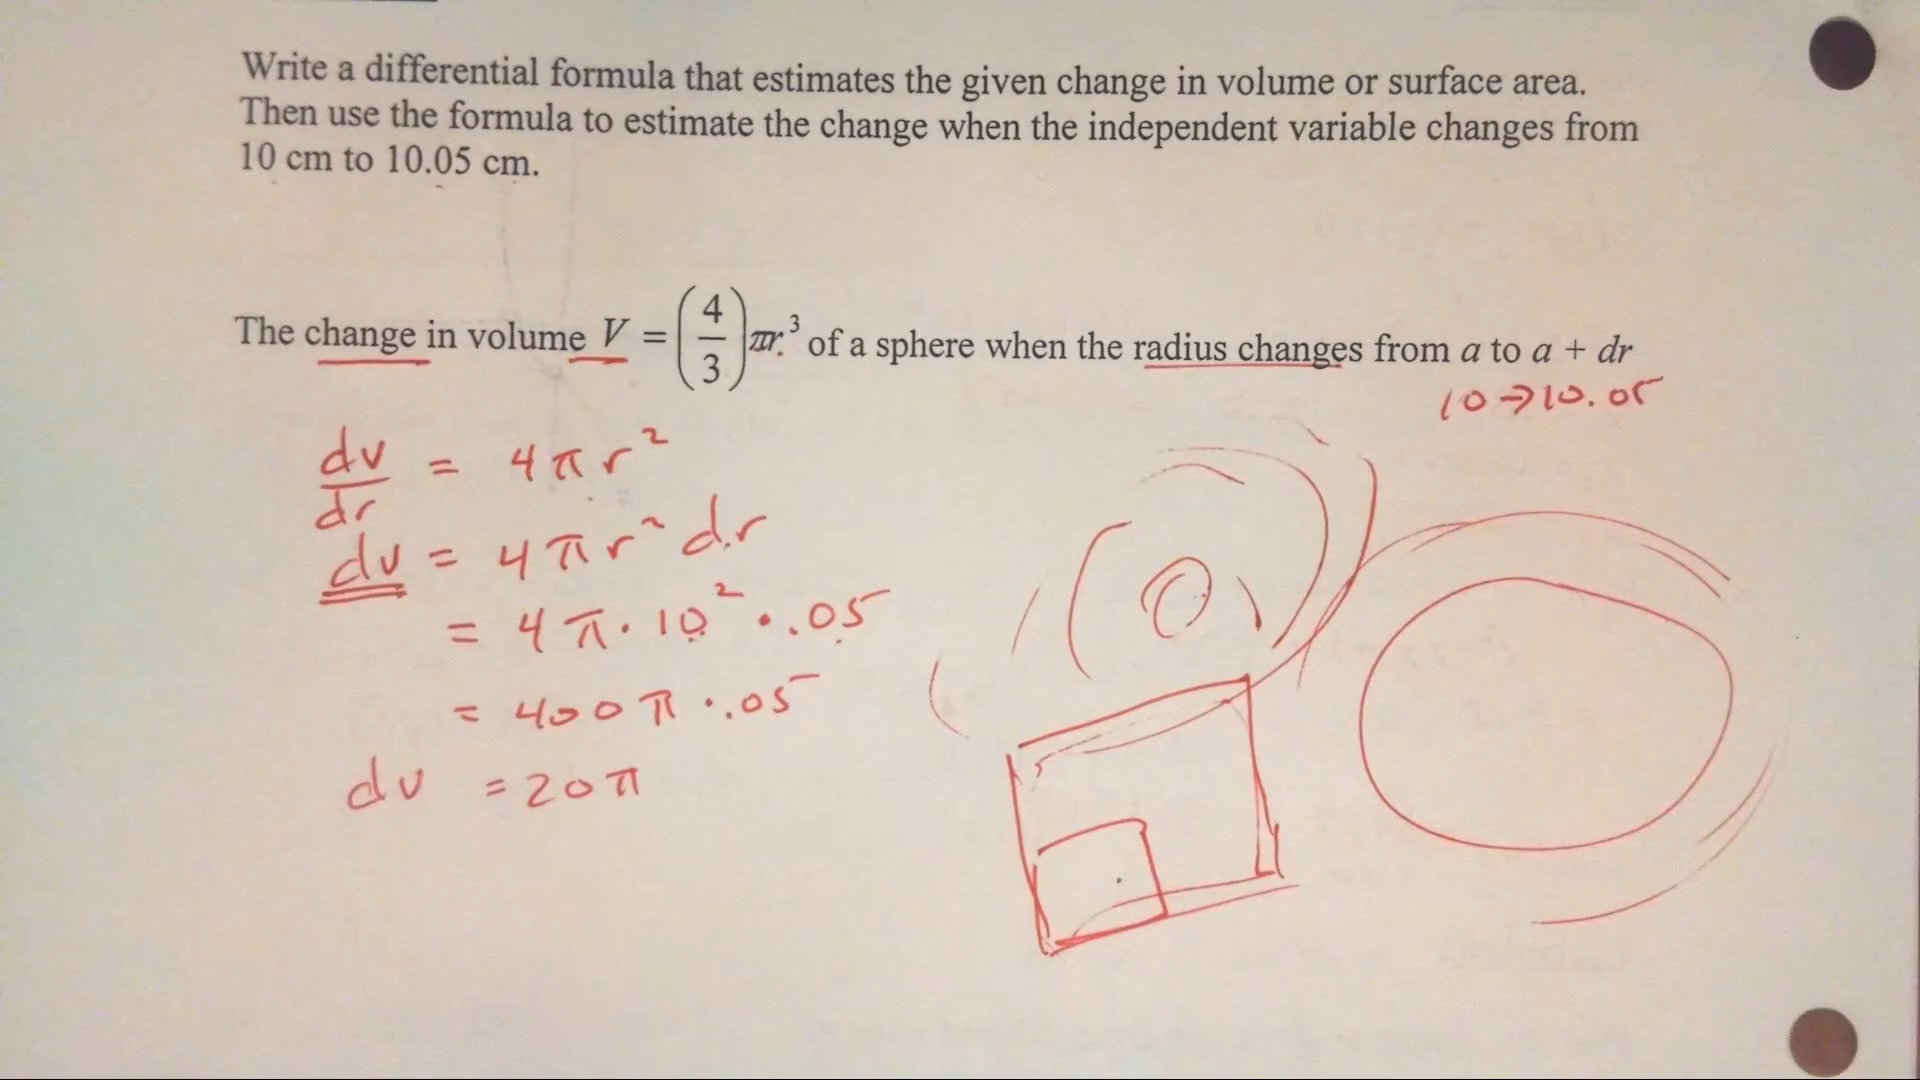 Write a differential formula that estimates the given change in volume or surface area.
Then use the formula to estimate the change when the independent variable changes from
10 cm to 10.05 cm.
The change in volume V = (4/3)πr³ of a sphere when the radius changes from a to a + dr
10→10.05
dv/dr = 4πr²
dv = 4πr² dr
= 4π·10²·.05
= 400π·.05
dv = 20π